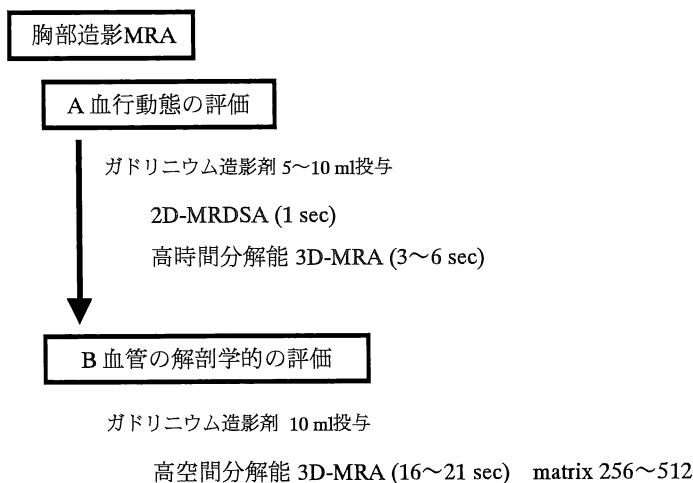 胸部造影MRA
A 血行動態の評価
ガドリニウム造影剤 5〜10 ml投与
2D-MRDSA (1 sec)
高時間分解能 3D-MRA (3〜6 sec)
B 血管の解剖学的の評価
ガドリニウム造影剤 10 ml投与
高空間分解能 3D-MRA (16〜21 sec) matrix 256〜512